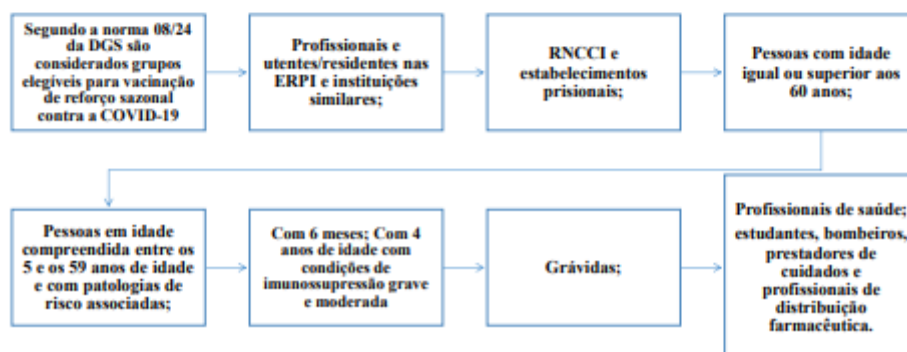 Segundo a norma 08/24
da DGS são
considerados grupos
elegíveis para vacinação
de reforço sazonal
contra a COVID-19
Profissionais e
utentes/residentes nas
ERPI e instituições
similares;
RNCCI e
estabelecimentos
prisionais;
Pessoas com idade
igual ou superior aos
60 anos;
Pessoas em idade
compreendida entre os
5 e os 59 anos de idade
e com patologias de
risco associadas;
Com 6 meses; Com 4
anos de idade com
condições de
imunossupressão grave
e moderada
Grávidas;
Profissionais de saúde;
estudantes, bombeiros,
prestadores de
cuidados e
profissionais de
distribuição
farmacêutica.